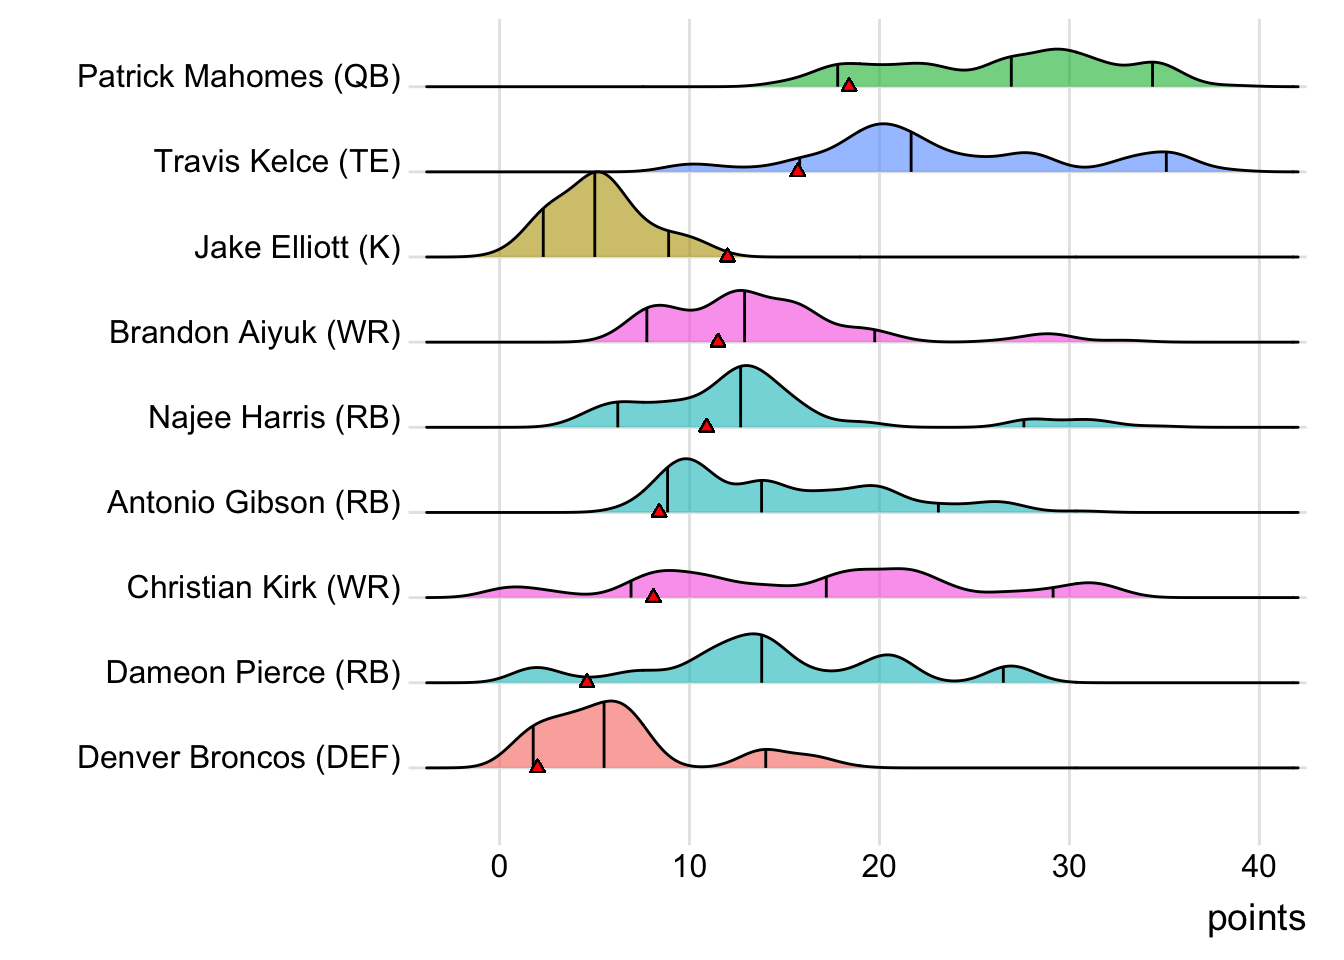 Patrick Mahomes (QB)
Travis Kelce (TE)
Jake Elliott (K)
Brandon Aiyuk (WR)
Najee Harris (RB)
Antonio Gibson (RB)
Christian Kirk (WR)
Dameon Pierce (RB)
Denver Broncos (DEF)
0 10 20 30 40
points